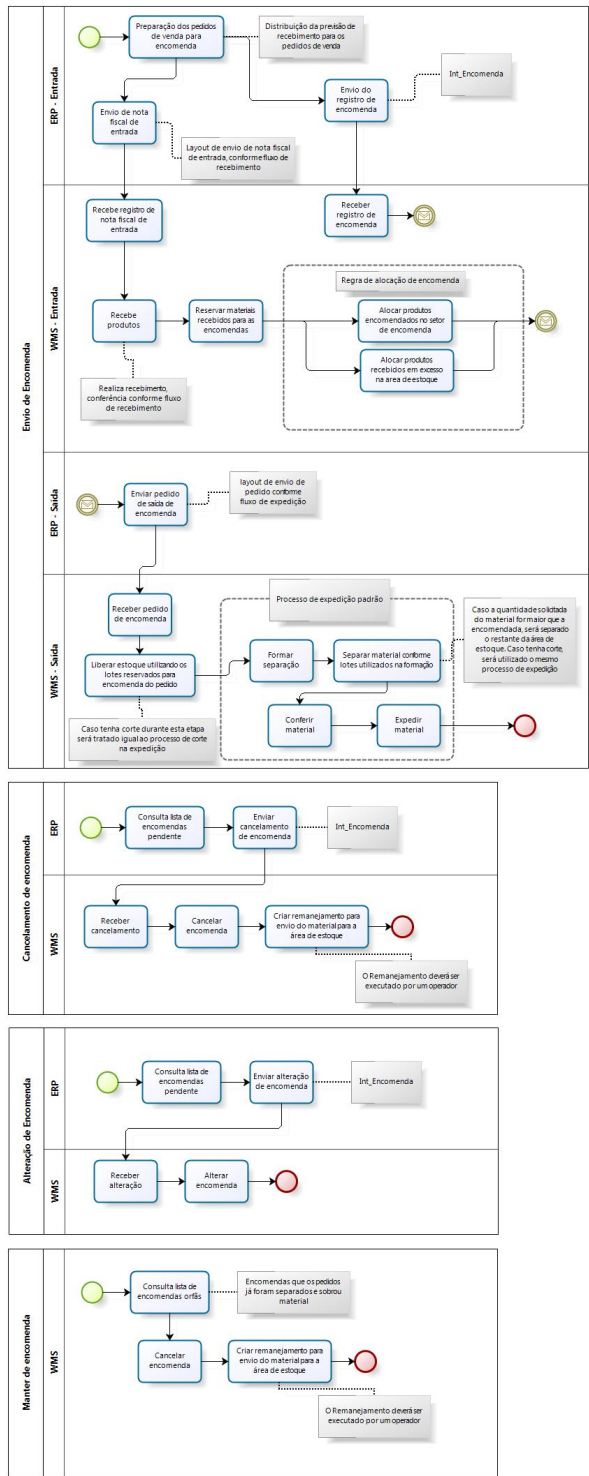 Envio de Encomenda
ERP - Entrada
Preparação dos pedidos
de venda para
encomenda
Distribuição da previsão de
recebimento para os
pedidos de venda
Envio do
registro de
encomenda
Int_Encomenda
Envio de nota
fiscal de
entrada
Layout de envio de nota fiscal
de entrada, conforme fluxo de
recebimento
WMS - Entrada
Recebe registro de
nota fiscal de
entrada
Receber
registro de
encomenda
Recebe
produtos
Reservar materiais
recebidos para as
encomendas
Regra de alocação de encomenda
Alocar produtos
encomendados no setor
de encomenda
Alocar produtos
recebidos em excesso
na area de estoque
Realiza recebimento,
conferência conforme fluxo
de recebimento
ERP - Saida
Enviar pedido
de saída de
encomenda
layout de envio de
pedido conforme
fluxo de expedição
WMS - Saida
Receber pedido
de encomenda
Liberar estoque utilizando os
lotes reservados para
encomenda do pedido
Caso tenha corte durante esta etapa
será tratado igual ao processo de corte
na expedição
Processo de expedição padrão
Formar
separação
Separar material conforme
lotes utilizados na formação
Caso a quantidade solicitada
do material for maior que a
encomendada, será separado
o restante da área de
estoque. Caso tenha corte,
será utilizado o mesmo
processo de expedição
Conferir
material
Expedir
material
Cancelamento de encomenda
ERP
Consulta lista de
encomendas
pendente
Enviar
cancelamento
de encomenda
Int_Encomenda
WMS
Receber
cancelamento
Cancelar
encomenda
Criar remanejamento para
envio do material para a
área de estoque
O Remanejamento deverá ser
executado por um operador
Alteração de Encomenda
ERP
Consulta lista de
encomendas
pendente
Enviar alteração
de encomenda
Int_Encomenda
WMS
Receber
alteração
Alterar
encomenda
Manter de encomenda
WMS
Consulta lista de
encomendas orfãs
Encomendas que os pedidos
já foram separados e sobrou
material
Cancelar
encomenda
Criar remanejamento para
envio do material para a
área de estoque
O Remanejamento deverá ser
executado por um operador